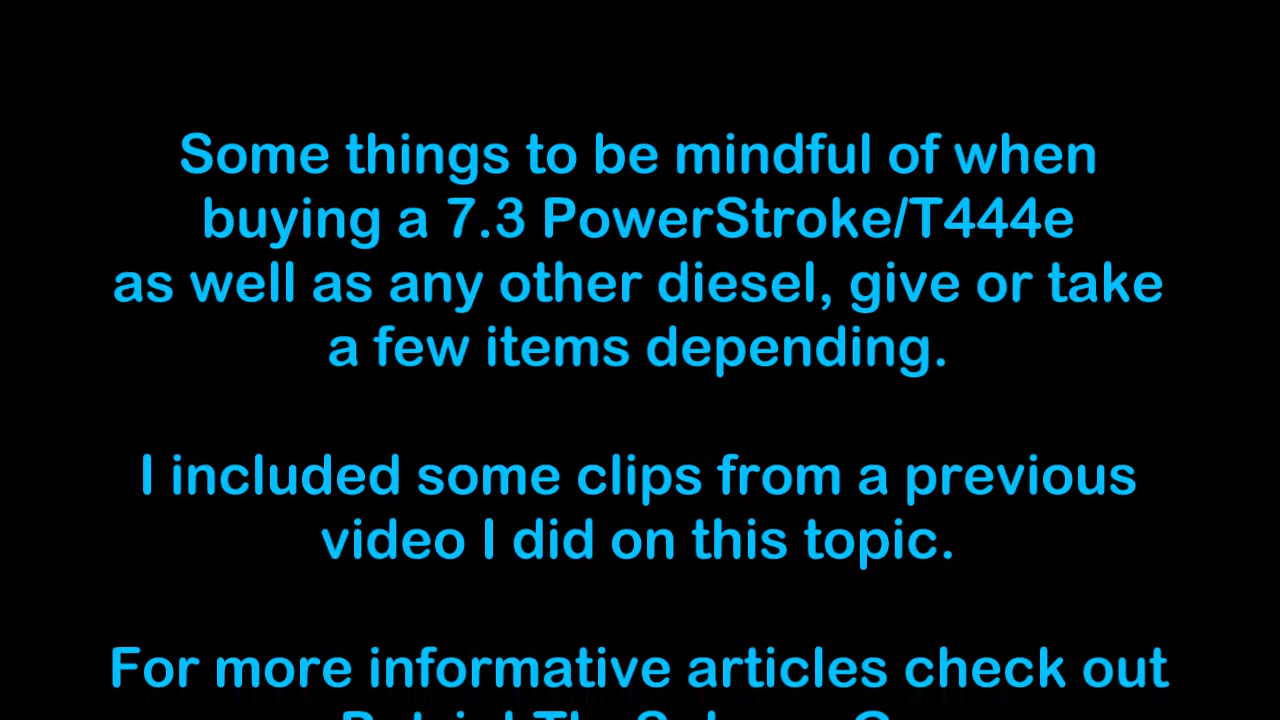 Some things to be mindful of when
buying a 7.3 PowerStroke/T444e
as well as any other diesel, give or take
a few items depending.
I included some clips from a previous
video I did on this topic.
For more informative articles check out